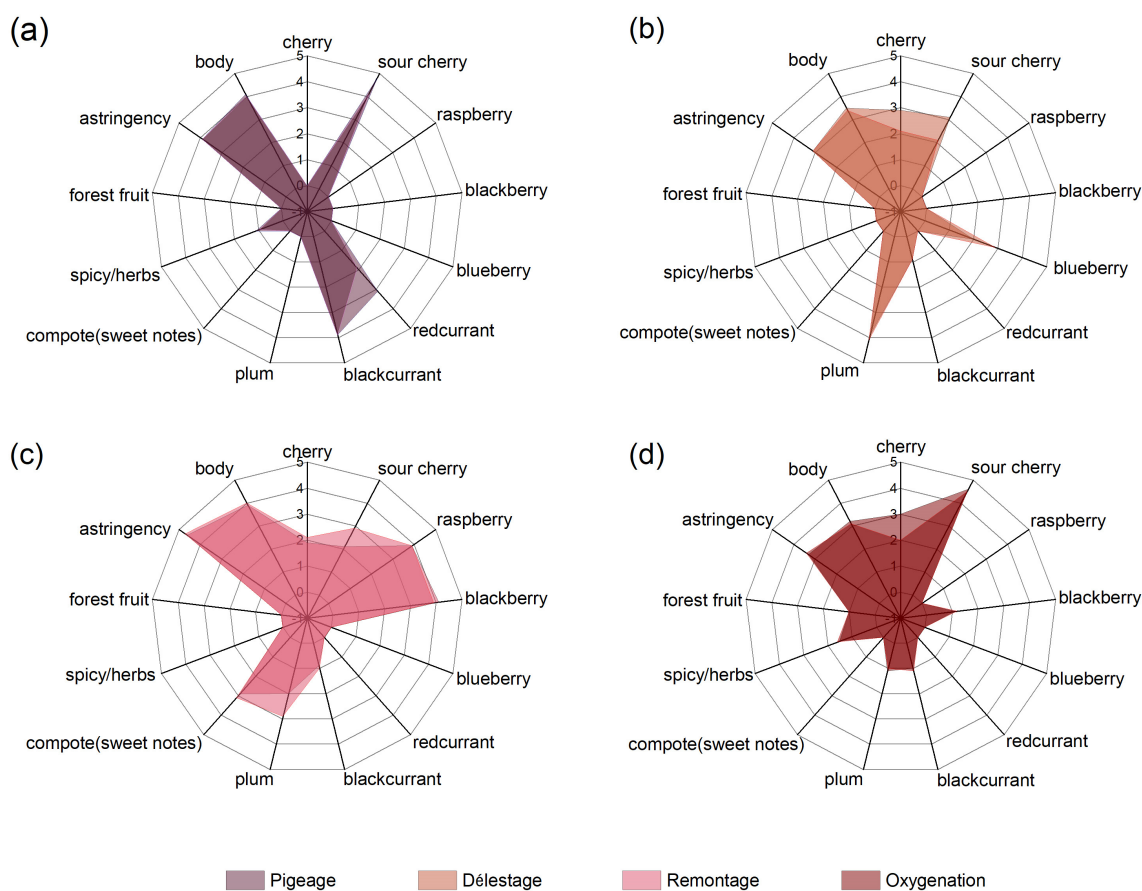 (a)
cherry
sour cherry
raspberry
blackberry
blueberry
redcurrant
blackcurrant
plum
compote(sweet notes)
spicy/herbs
forest fruit
astringency
body
5
4
3
2
1
0
-1
(b)
cherry
sour cherry
raspberry
blackberry
blueberry
redcurrant
blackcurrant
plum
compote(sweet notes)
spicy/herbs
forest fruit
astringency
body
5
4
3
2
1
0
-1
(c)
cherry
sour cherry
raspberry
blackberry
blueberry
redcurrant
blackcurrant
plum
compote(sweet notes)
spicy/herbs
forest fruit
astringency
body
5
4
3
2
1
0
-1
(d)
cherry
sour cherry
raspberry
blackberry
blueberry
redcurrant
blackcurrant
plum
compote(sweet notes)
spicy/herbs
forest fruit
astringency
body
5
4
3
2
1
0
-1
Pigeage
Délestage
Remontage
Oxygenation